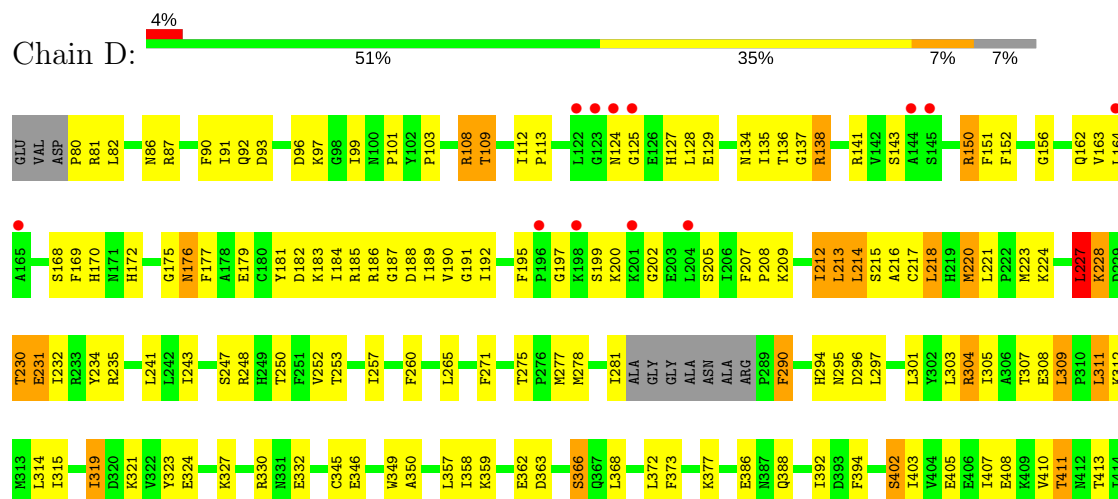 4%
Chain D:
51% 35% 7% 7%
GLU VAL ASP P80 R81 L82 N86 R87 F90 I91 Q92 D93 D96 K97 G98 I99 N100 P101 Y102 P103 R108 T109 I112 P113 L122 G123 N124 G125 E126 H127 L128 E129 N134 I135 T136 G137 R138 R141 V142 S143 A144 S145 R150 F151 F152 G156 Q162 V163 L164
A165 S168 F169 H170 N171 H172 G175 N176 F177 A178 E179 C180 Y181 D182 K183 I184 R185 R186 G187 D188 I189 V190 G191 I192 F195 P196 G197 K198 S199 K200 K201 G202 E203 L204 S205 I206 F207 P208 K209 I212 L213 L214 S215 A216 C217 L218 H219 M220 L221 P222 M223 K224 L227 K228
T230 E231 I232 R233 Y234 R235 L241 L242 I243 S247 R248 H249 T250 F251 V252 T253 I257 F260 L265 F271 T275 P276 M277 M278 I281 ALA GLY GLY ALA ASN ALA ARG P289 F290 H294 N295 D296 L297 L301 Y302 L303 R304 I305 A306 T307 E308 L309 P310 L311 K312
M313 L314 I315 I319 D320 K321 V322 Y323 E324 K327 R330 N331 E332 C345 E346 W349 A350 L357 I358 K359 E362 D363 S366 Q367 L368 L372 F373 K377 E386 N387 Q388 I392 D393 F394 S402 I403 V404 E405 E406 I407 E408 K409 V410 T411 N412 T413